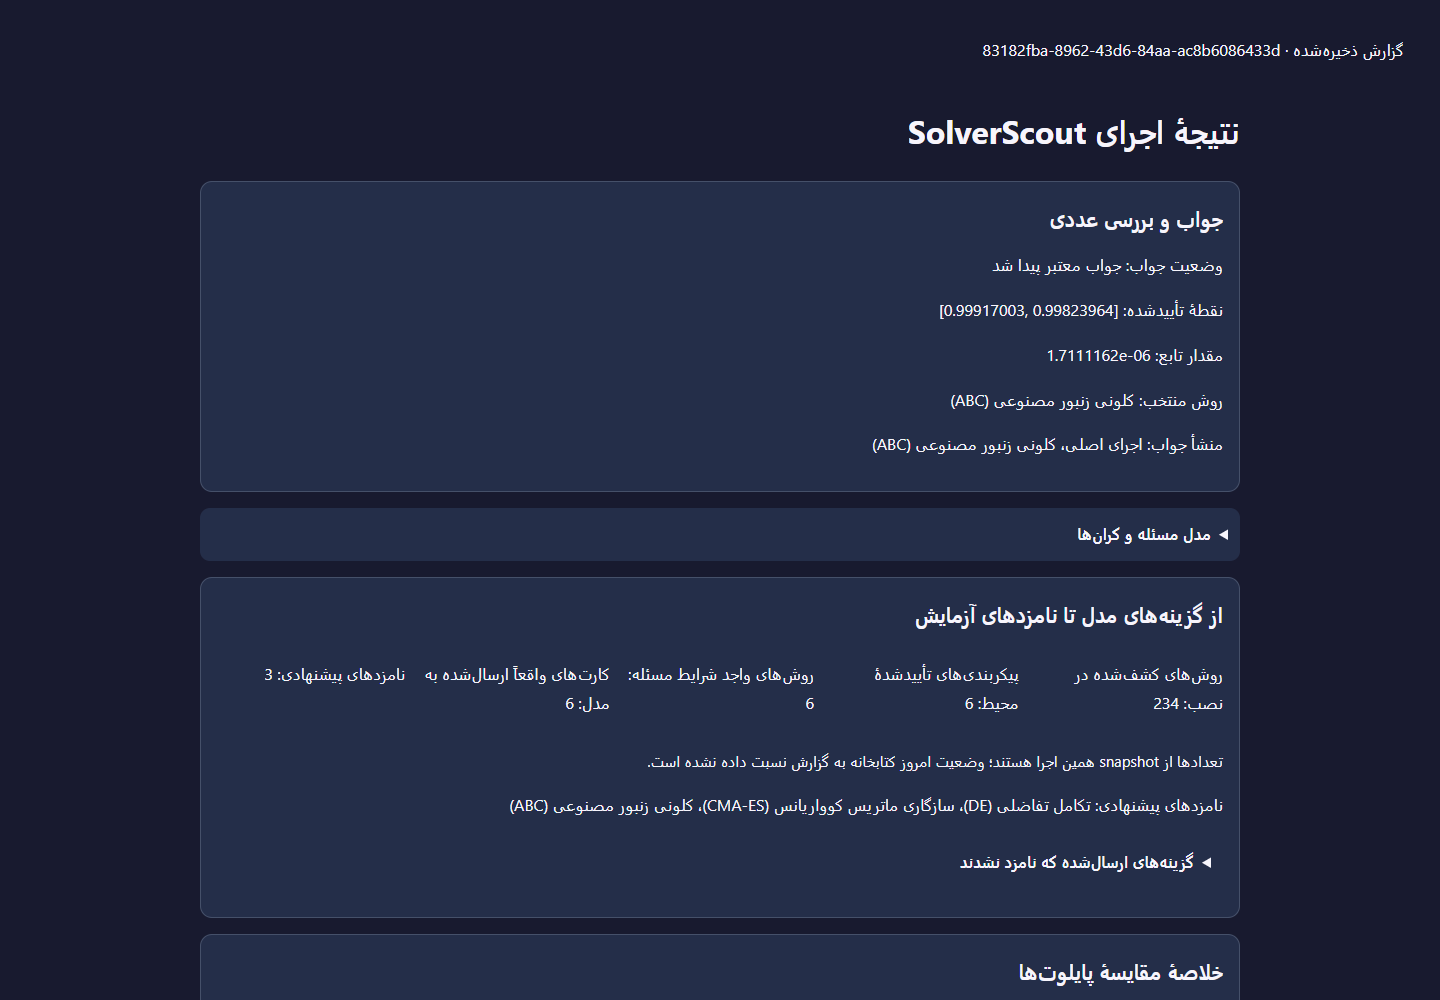 گزارش ذخیره‌شده · 83182fba-8962-43d6-84aa-ac8b6086433d
نتیجهٔ اجرای SolverScout
جواب و بررسی عددی
وضعیت جواب: جواب معتبر پیدا شد
نقطهٔ تأییدشده: [0.99917003, 0.99823964]
مقدار تابع: 1.7111162e-06
روش منتخب: کلونی زنبور مصنوعی (ABC)
منشأ جواب: اجرای اصلی، کلونی زنبور مصنوعی (ABC)
مدل مسئله و کران‌ها
از گزینه‌های مدل تا نامزدهای آزمایش
روش‌های کشف‌شده در
نصب: 234
پیکربندی‌های تأییدشدهٔ
محیط: 6
روش‌های واجد شرایط مسئله:
6
کارت‌های واقعاً ارسال‌شده به
مدل: 6
نامزدهای پیشنهادی: 3
تعدادها از snapshot همین اجرا هستند؛ وضعیت امروز کتابخانه به گزارش نسبت داده نشده است.
نامزدهای پیشنهادی: تکامل تفاضلی (DE)، سازگاری ماتریس کوواریانس (CMA-ES)، کلونی زنبور مصنوعی (ABC)
گزینه‌های ارسال‌شده که نامزد نشدند
خلاصهٔ مقایسهٔ پایلوت‌ها